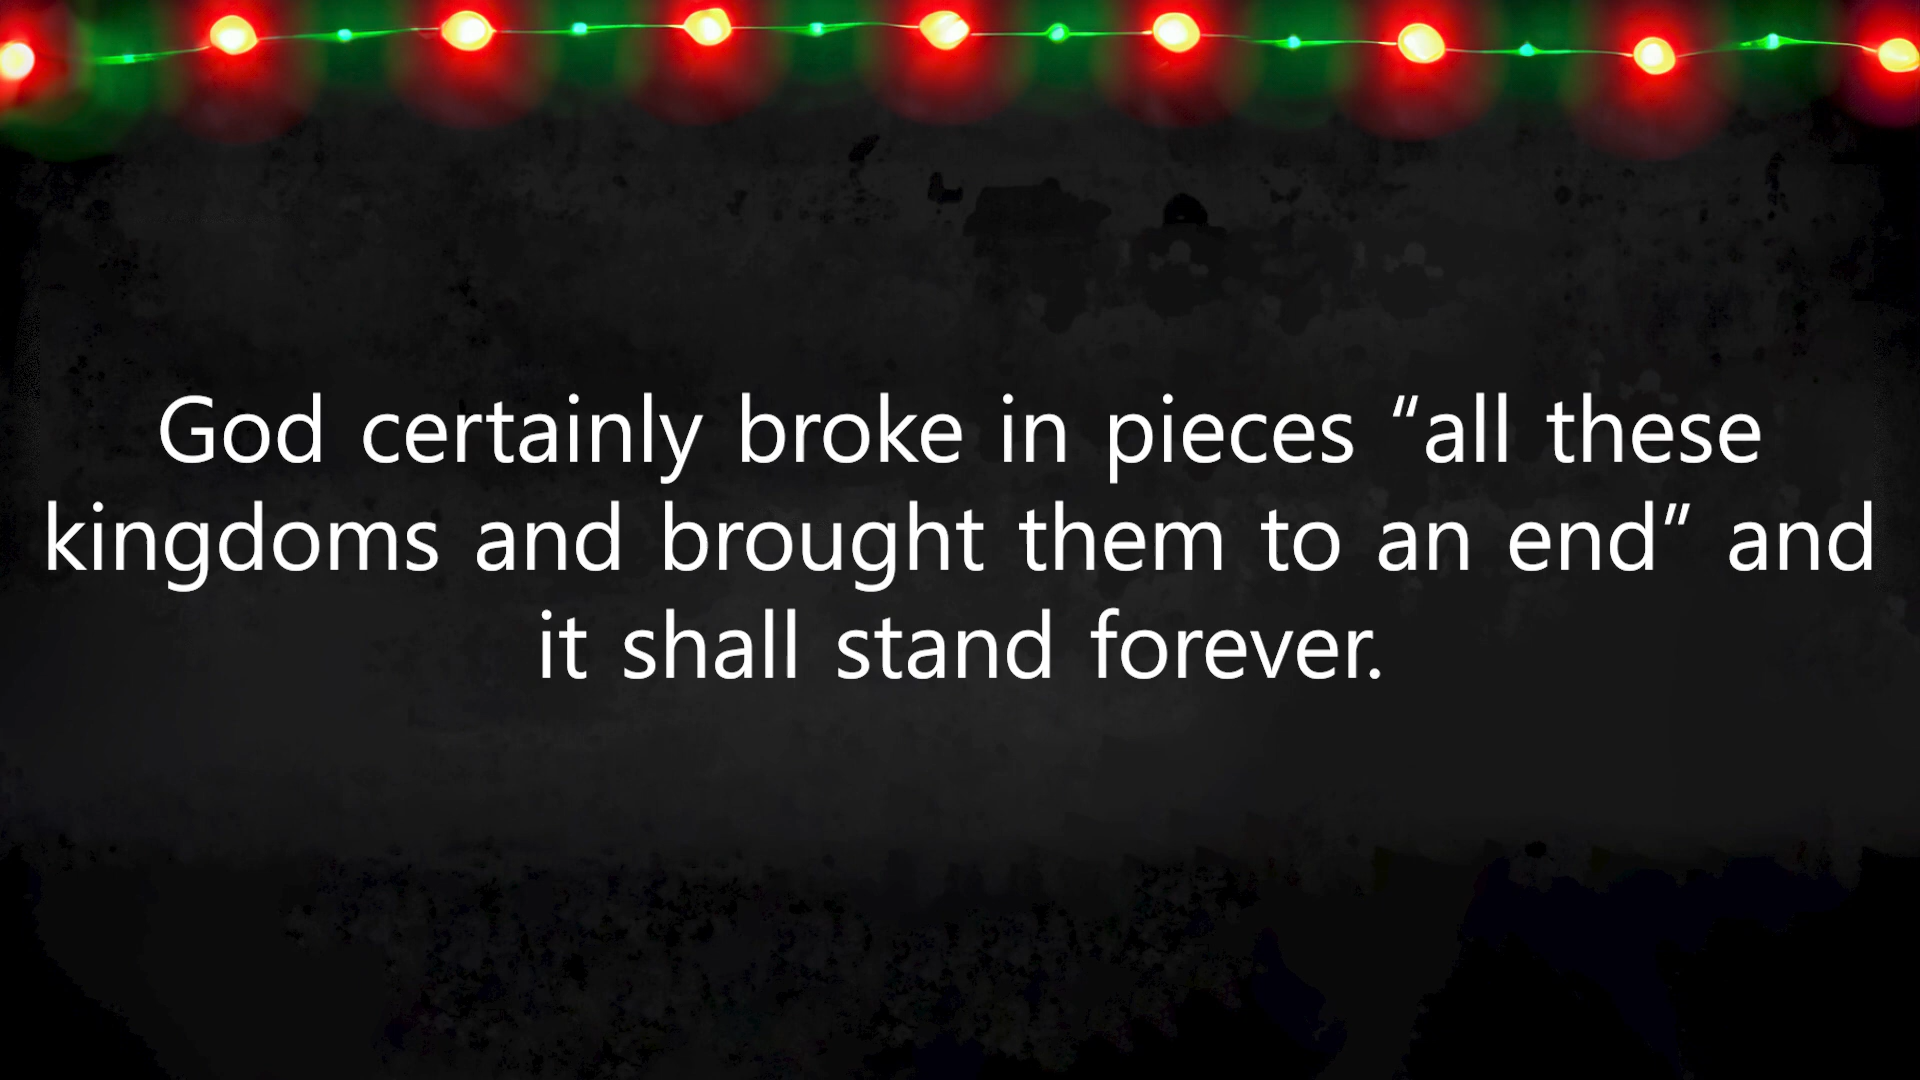 God certainly broke in pieces “all these
kingdoms and brought them to an end” and
it shall stand forever.